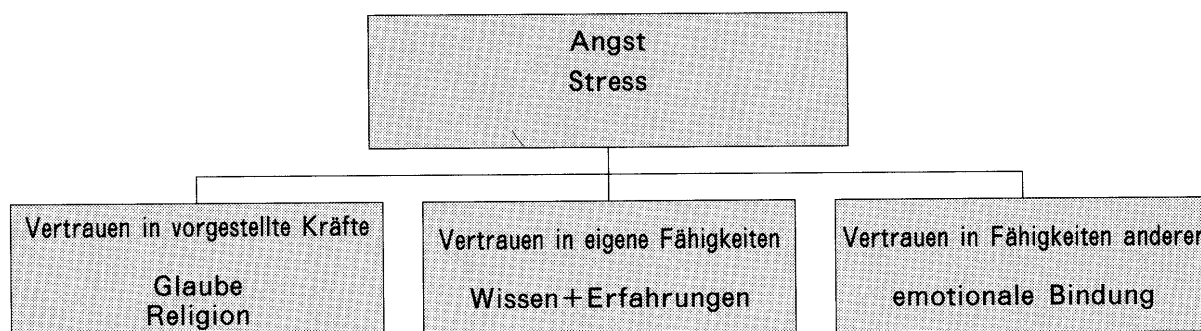 Angst
Stress
Vertrauen in vorgestellte Kräfte
Glaube
Religion
Vertrauen in eigene Fähigkeiten
Wissen+Erfahrungen
Vertrauen in Fähigkeiten anderer
emotionale Bindung